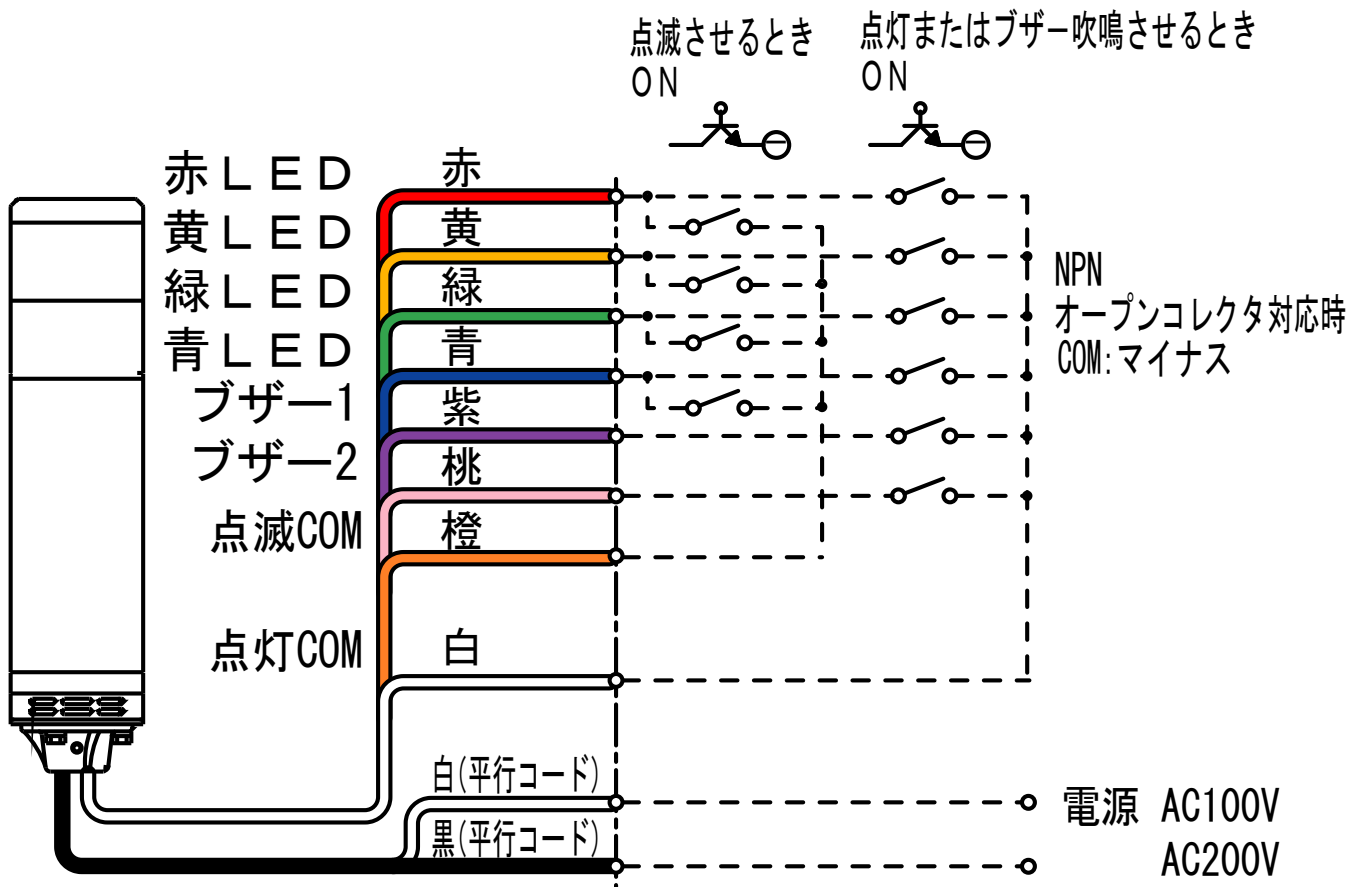 点滅させるとき
ON
点灯またはブザー吹鳴させるとき
ON
赤LED
赤
黄LED
黄
緑LED
緑
青LED
青
ブザー1
紫
ブザー2
桃
点滅COM
橙
点灯COM
白
NPN
オープンコレクタ対応時
COM:マイナス
白(平行コード)
黒(平行コード)
電源 AC100V
AC200V